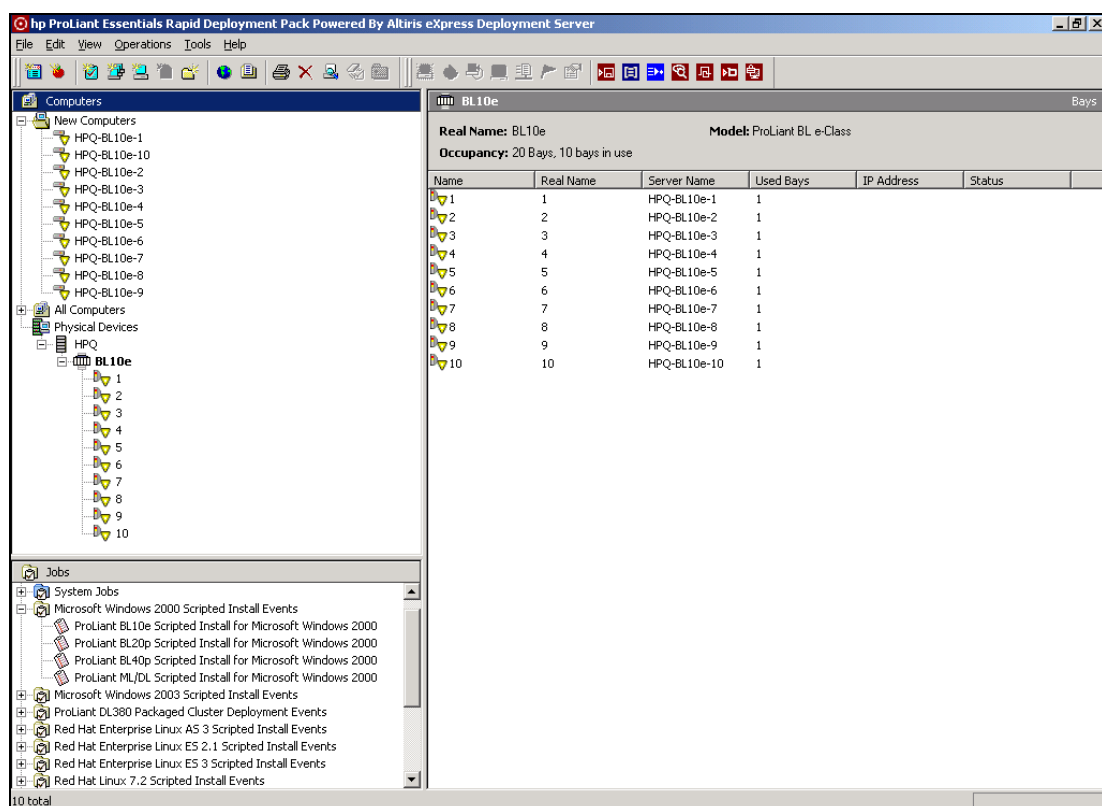 hp ProLiant Essentials Rapid Deployment Pack Powered By Altiris eXpress Deployment Server
File Edit View Operations Tools Help
Computers
New Computers
HPQ-BL10e-1
HPQ-BL10e-10
HPQ-BL10e-2
HPQ-BL10e-3
HPQ-BL10e-4
HPQ-BL10e-5
HPQ-BL10e-6
HPQ-BL10e-7
HPQ-BL10e-8
HPQ-BL10e-9
All Computers
Physical Devices
HPQ
BL10e
1
2
3
4
5
6
7
8
9
10
Jobs
System Jobs
Microsoft Windows 2000 Scripted Install Events
ProLiant BL10e Scripted Install for Microsoft Windows 2000
ProLiant BL20p Scripted Install for Microsoft Windows 2000
ProLiant BL40p Scripted Install for Microsoft Windows 2000
ProLiant ML/DL Scripted Install for Microsoft Windows 2000
Microsoft Windows 2003 Scripted Install Events
ProLiant DL380 Packaged Cluster Deployment Events
Red Hat Enterprise Linux AS 3 Scripted Install Events
Red Hat Enterprise Linux ES 2.1 Scripted Install Events
Red Hat Enterprise Linux ES 3 Scripted Install Events
Red Hat Linux 7.2 Scripted Install Events
BL10e Bays
Real Name: BL10e Model: ProLiant BL e-Class
Occupancy: 20 Bays, 10 bays in use
Name Real Name Server Name Used Bays IP Address Status
1 1 HPQ-BL10e-1 1
2 2 HPQ-BL10e-2 1
3 3 HPQ-BL10e-3 1
4 4 HPQ-BL10e-4 1
5 5 HPQ-BL10e-5 1
6 6 HPQ-BL10e-6 1
7 7 HPQ-BL10e-7 1
8 8 HPQ-BL10e-8 1
9 9 HPQ-BL10e-9 1
10 10 HPQ-BL10e-10 1
10 total